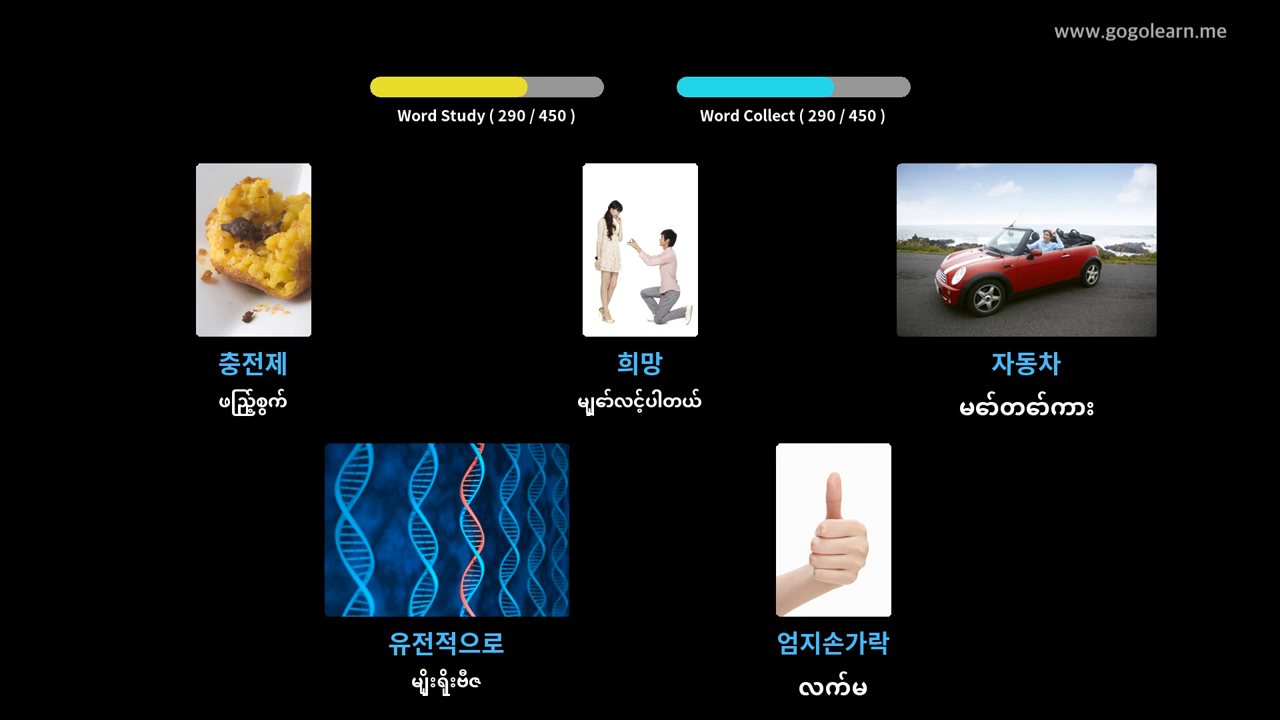 www.gogolearn.me
Word Study ( 290 / 450 )
Word Collect ( 290 / 450 )
충전제
ဖည့်စွက်
희망
မျှော်လင့်ပါတယ်
자동차
မော်တော်ကား
유전적으로
မျိုးရိုးဗီဇ
엄지손가락
လက်မ